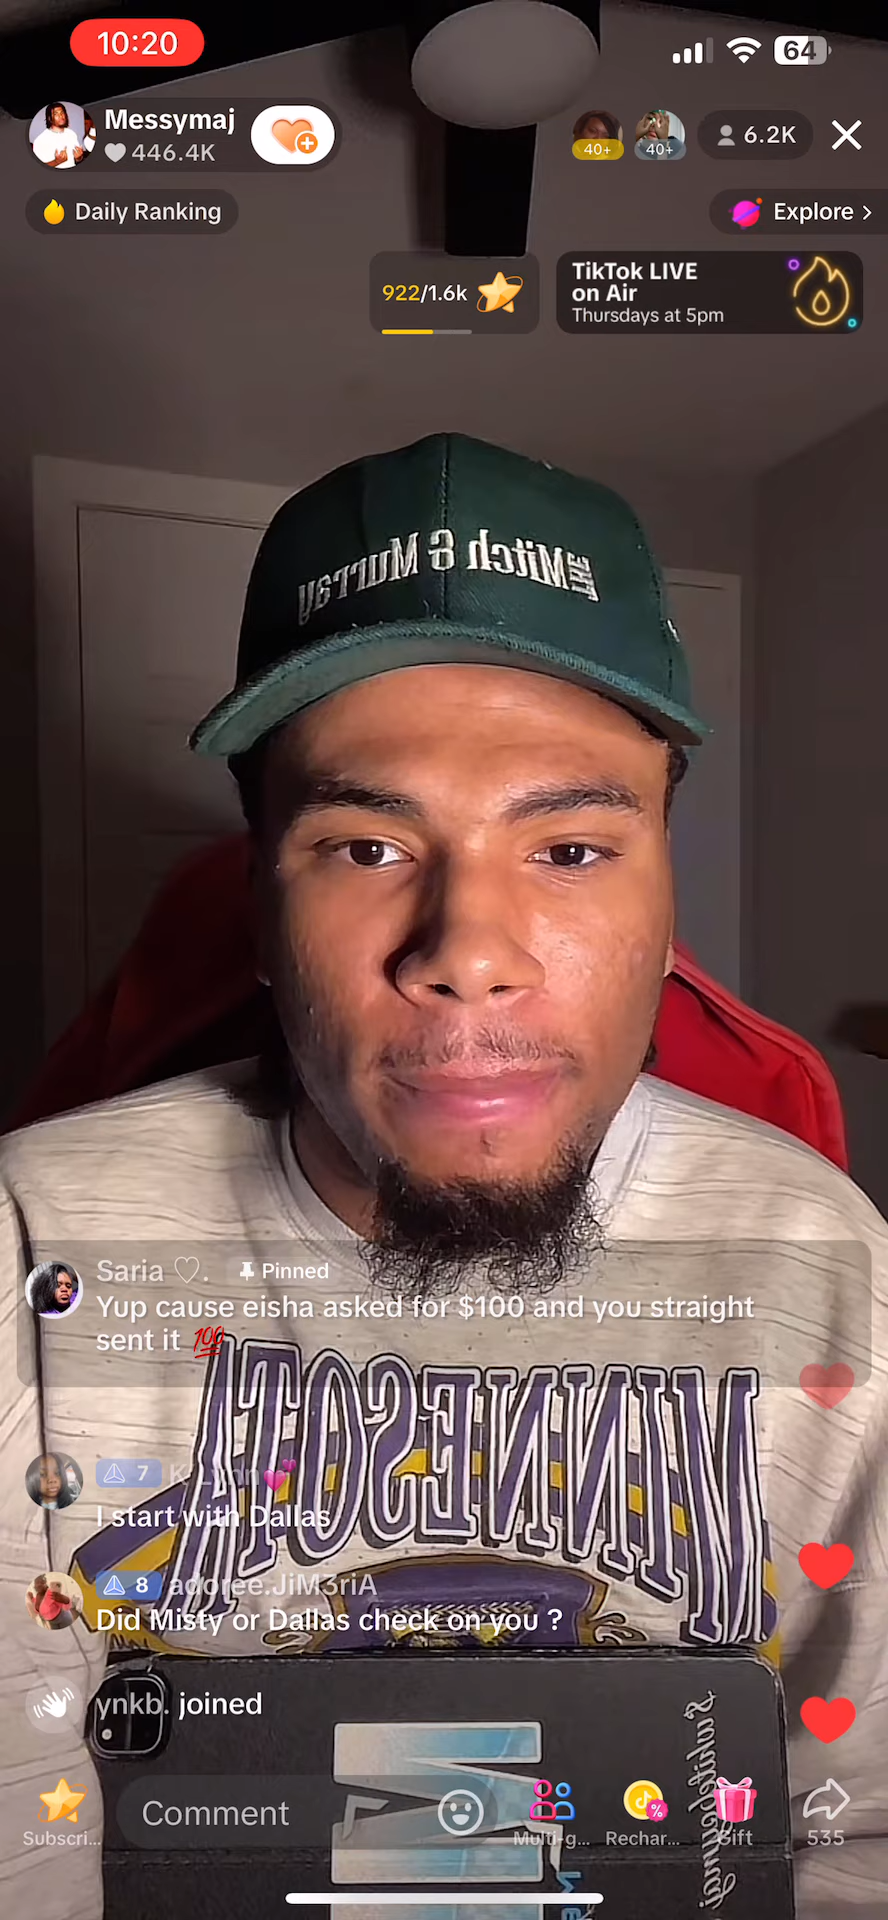 10:20
64
Messymaj
446.4K
40+
40+
6.2K
Daily Ranking
Explore >
922/1.6k
TikTok LIVE
on Air
Thursdays at 5pm
THE Mitch & Murray
Saria ♡. Pinned
Yup cause eisha asked for $100 and you straight
sent it 💯
MINNESOTA
7
I start with Dallas
8 adoree.JiM3riA
Did Misty or Dallas check on you ?
ynkb. joined
Comment
Subscri...
Multi-g...
Rechar...
Gift
535